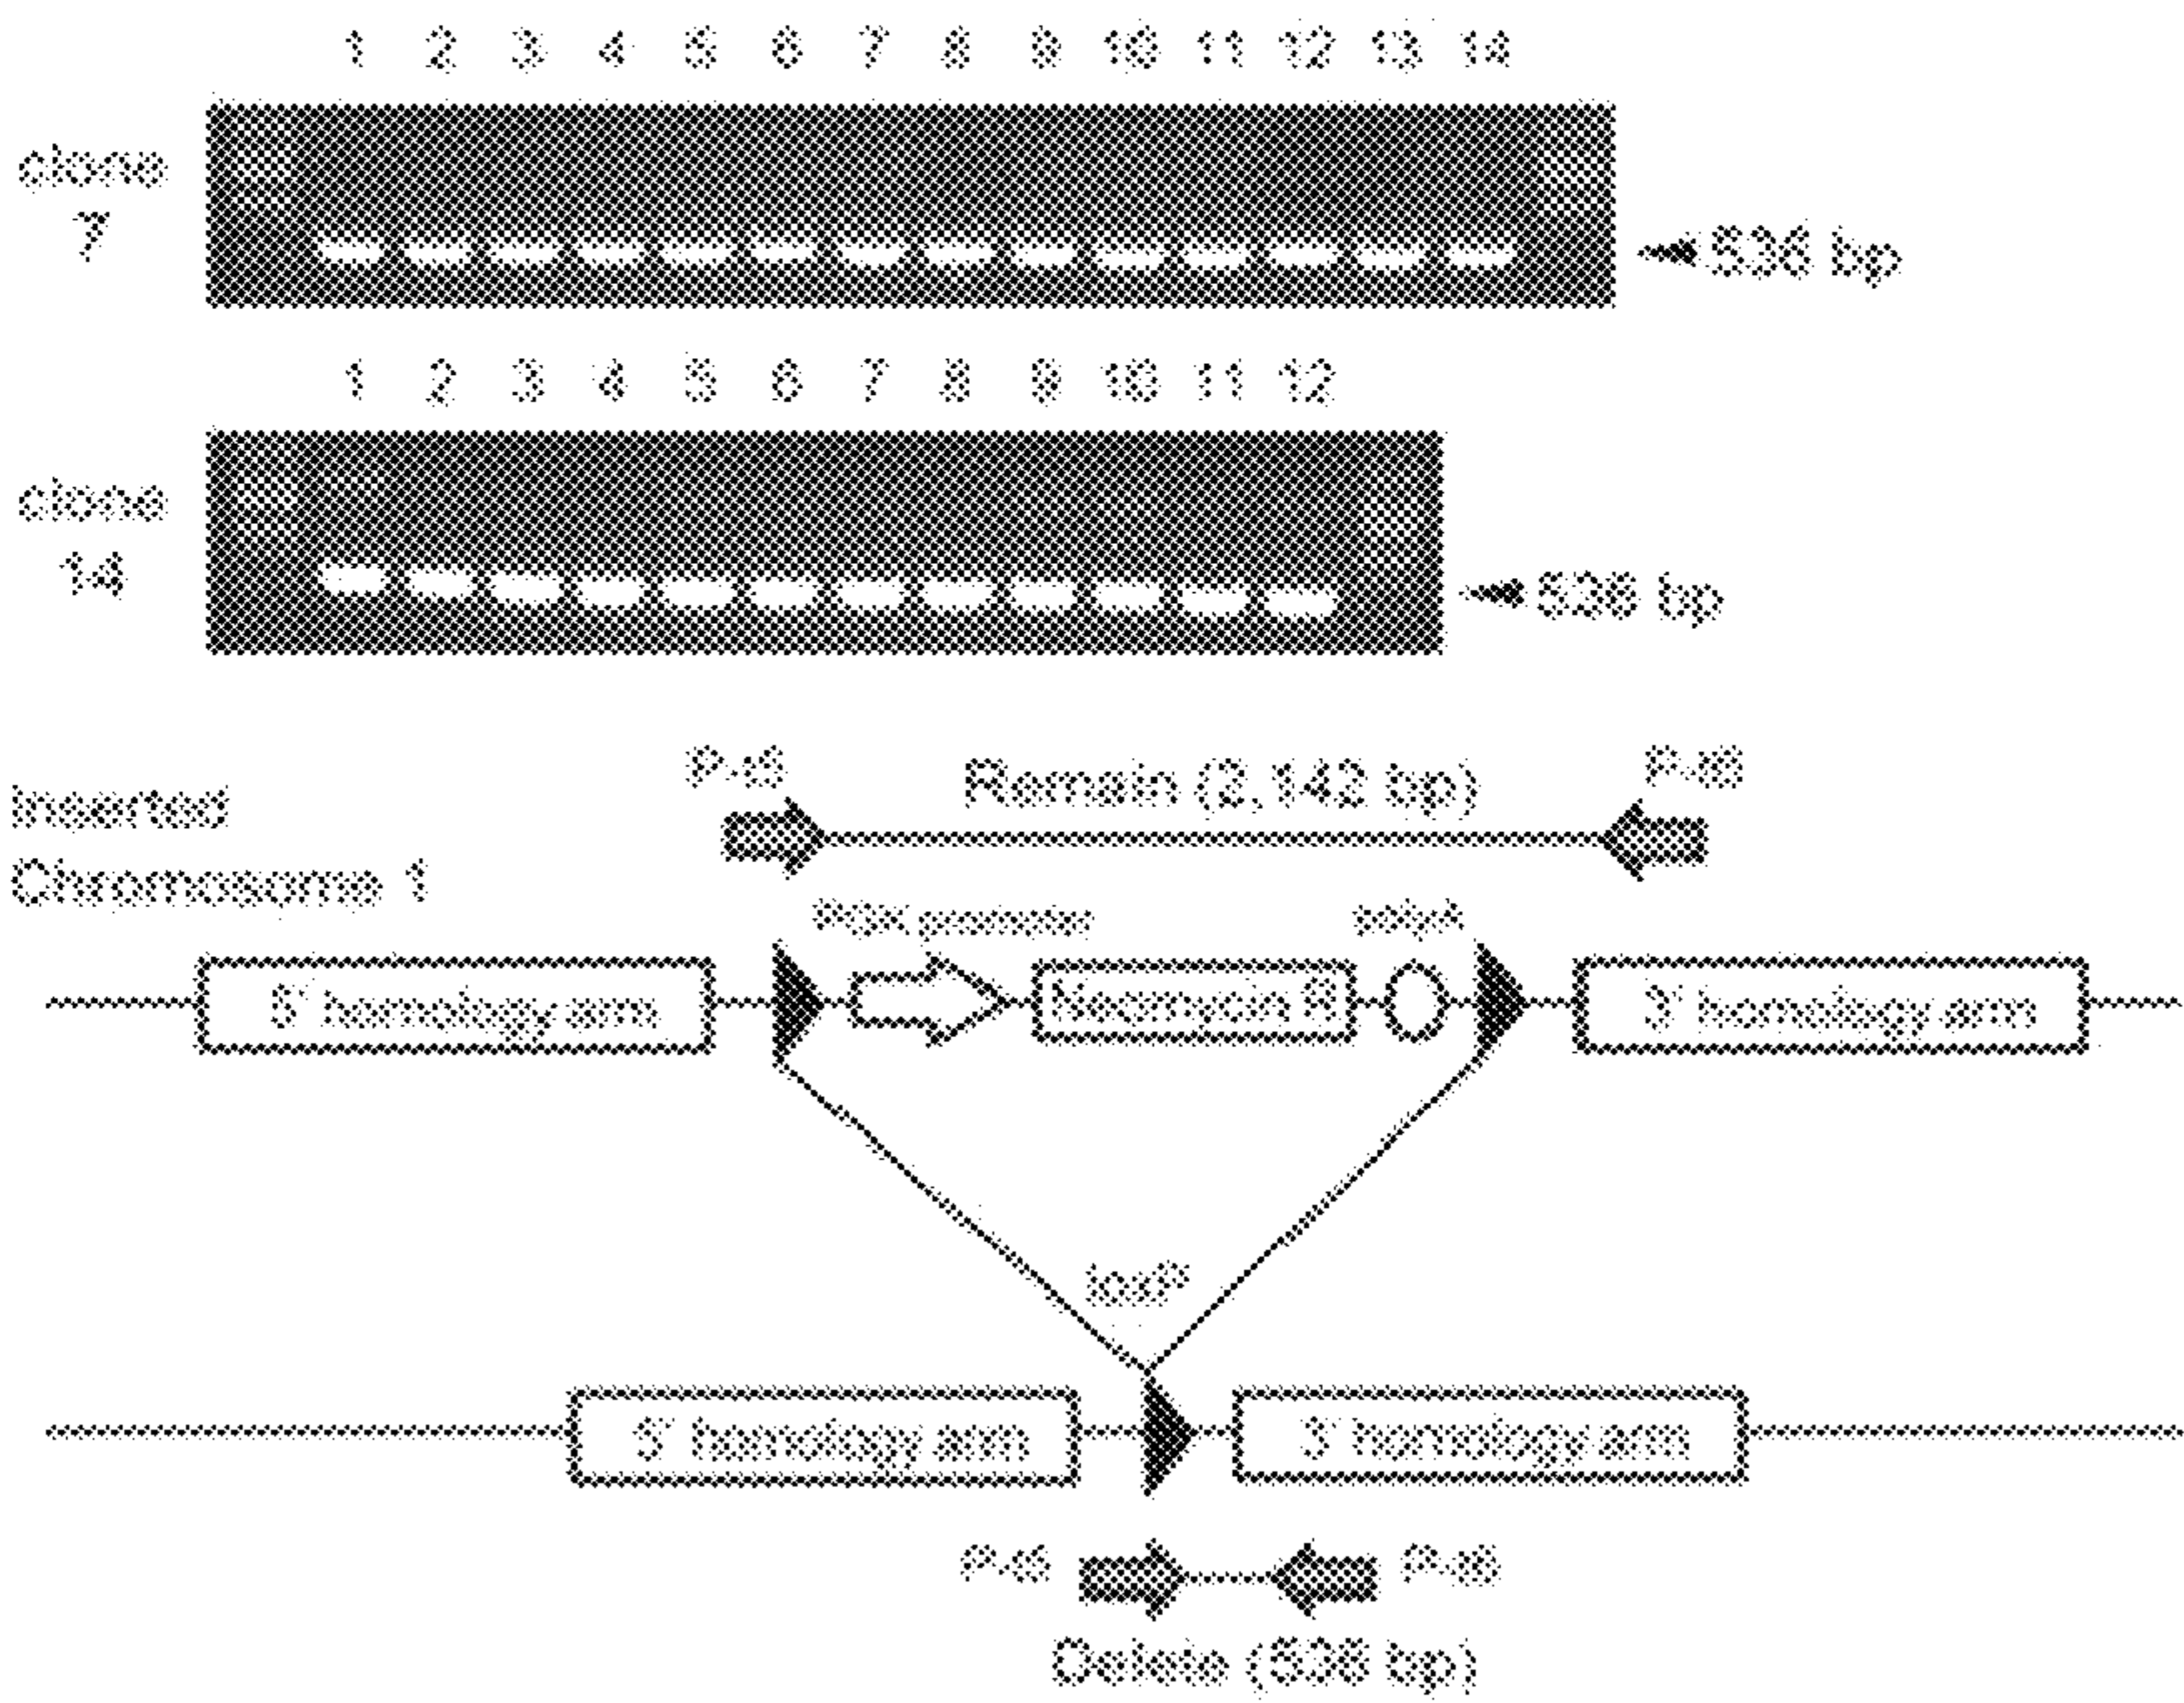 1 2 3 4 5 6 7 8 9 10 11 12 13 14
clone
7
536 bp
1 2 3 4 5 6 7 8 9 10 11 12
clone
14
536 bp
Inserted
Chromosome 1
Remain (2,142 bp)
PGK promoter
polyA
5' homology arm
Neomycin R
3' homology arm
loxP
5' homology arm
3' homology arm
Delete (536 bp)